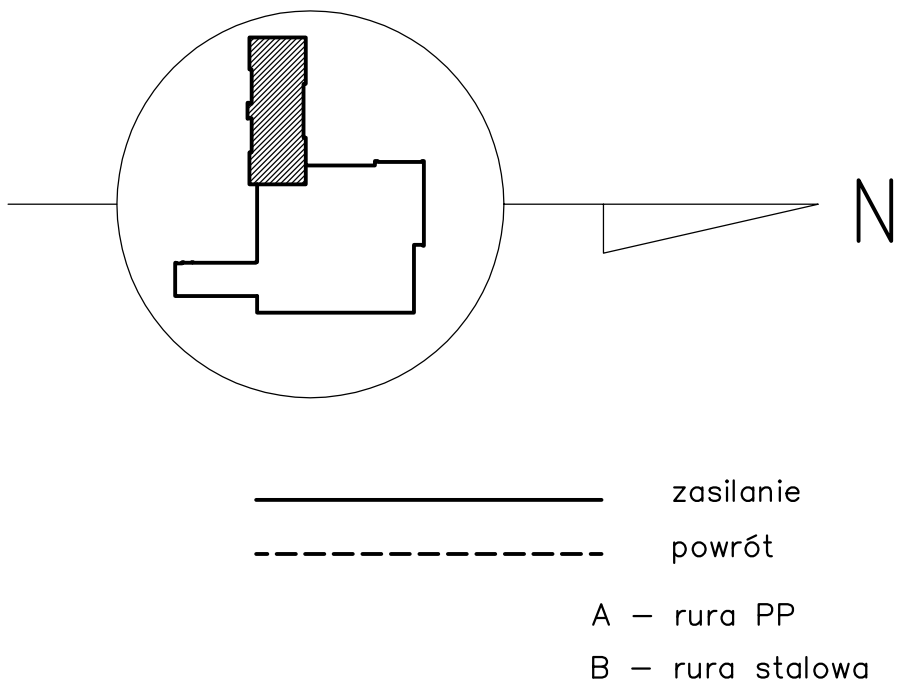 N
zasilanie
powrót
A – rura PP
B – rura stalowa